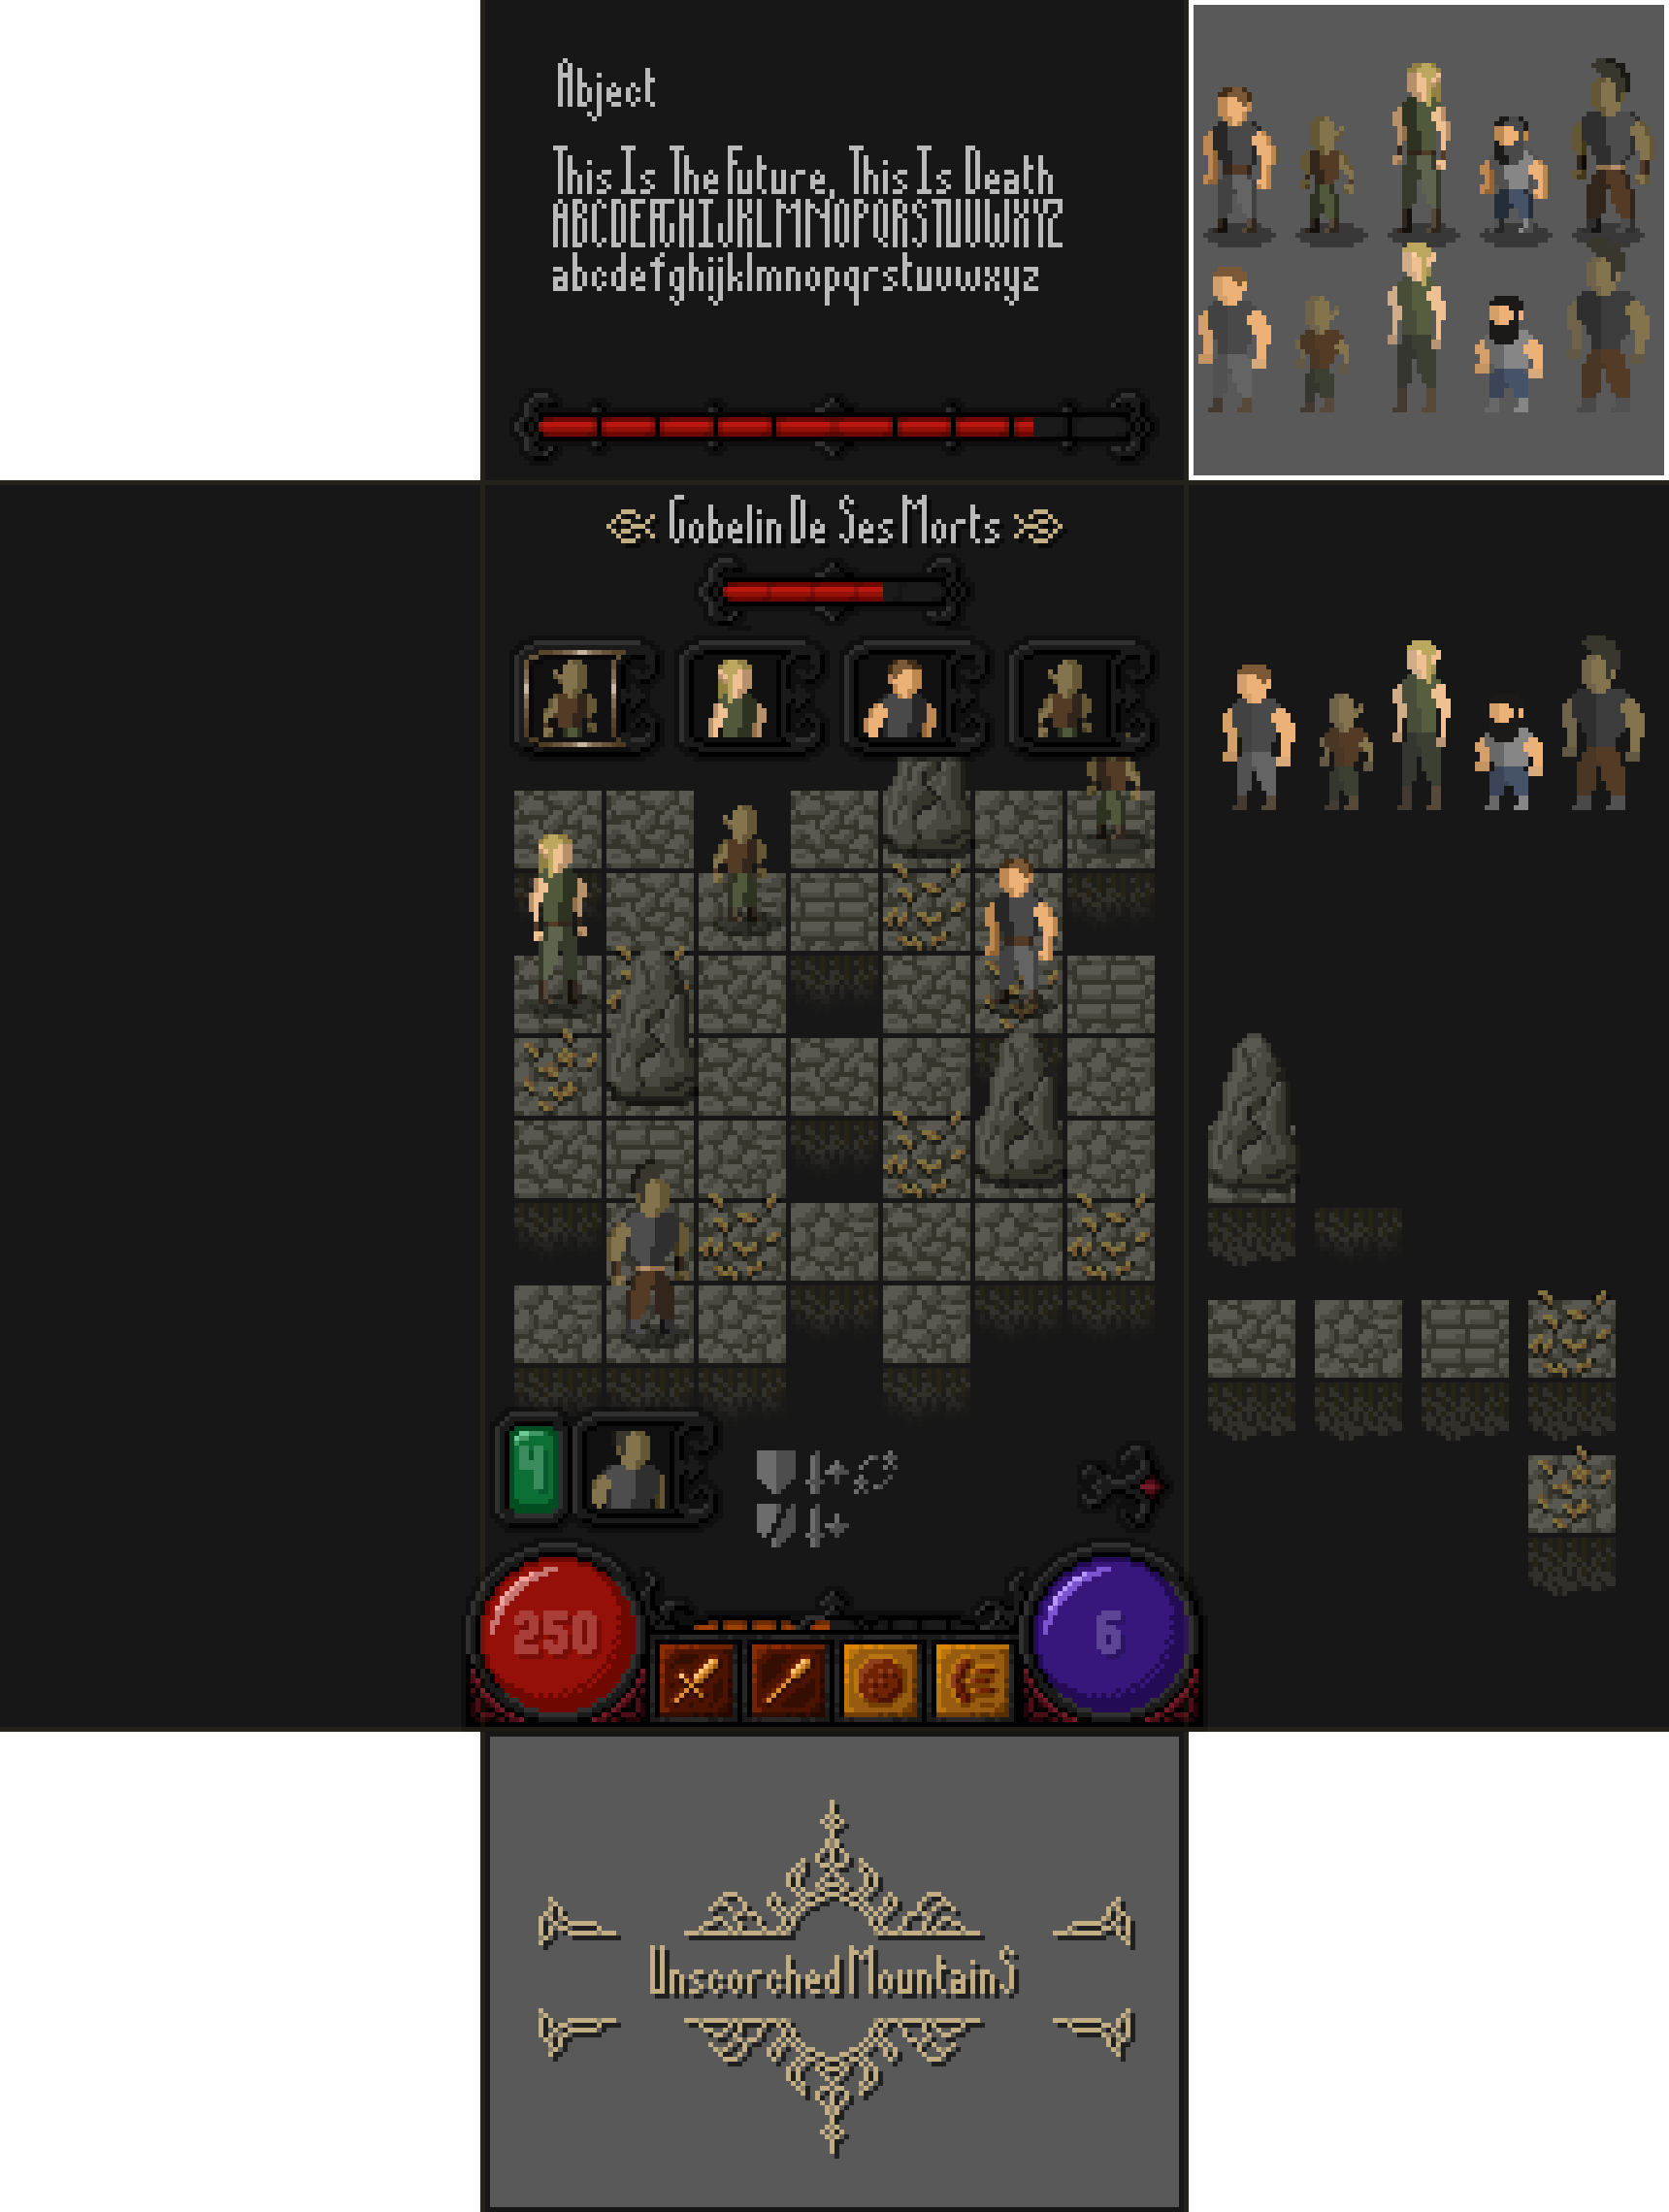 Abject
This Is The Future, This Is Death
ABCDEFGHIJKLMNOPQRSTUVWXYZ
abcdefghijklmnopqrstuvwxyz
Gobelin De Ses Morts
4
250
6
Unscorched MountainS